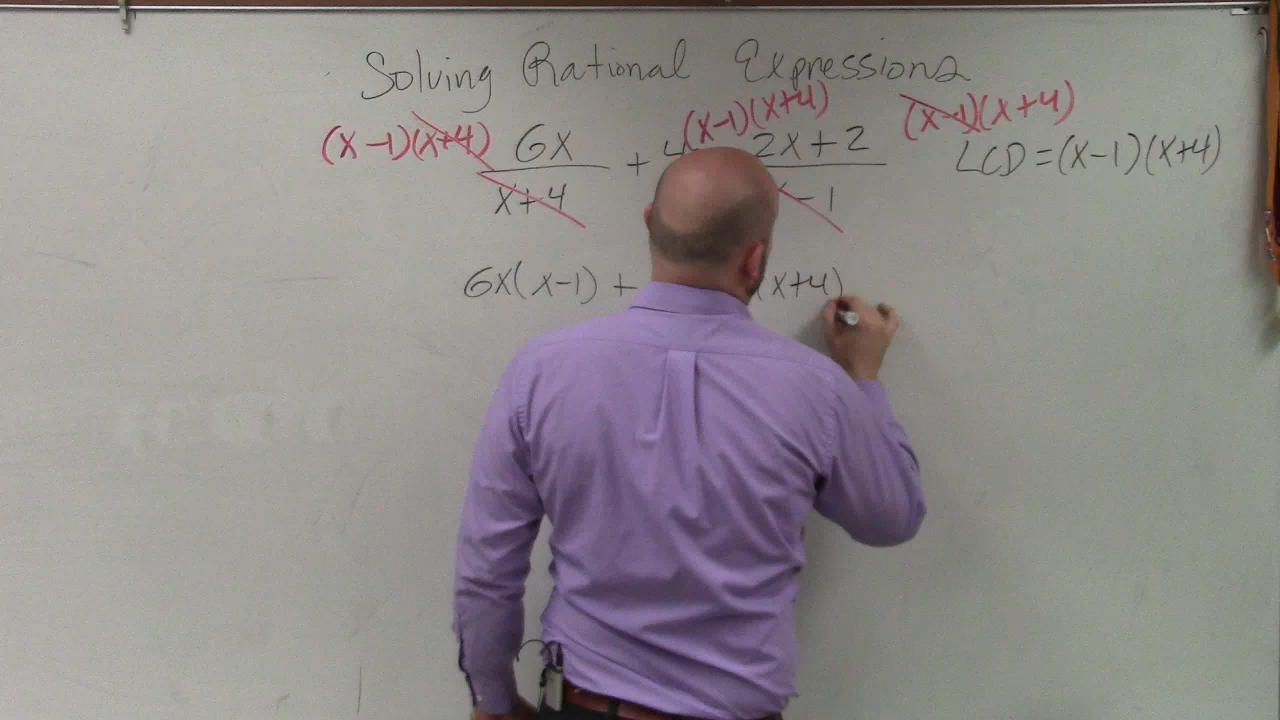 Solving Rational Expressions
(x-1)(x+4) 6x/x+4 + 4 (x-1)(x+4) 2x+2/-1 (x-1)(x+4)
LCD=(x-1)(x+4)
6x(x-1) + (x+4)